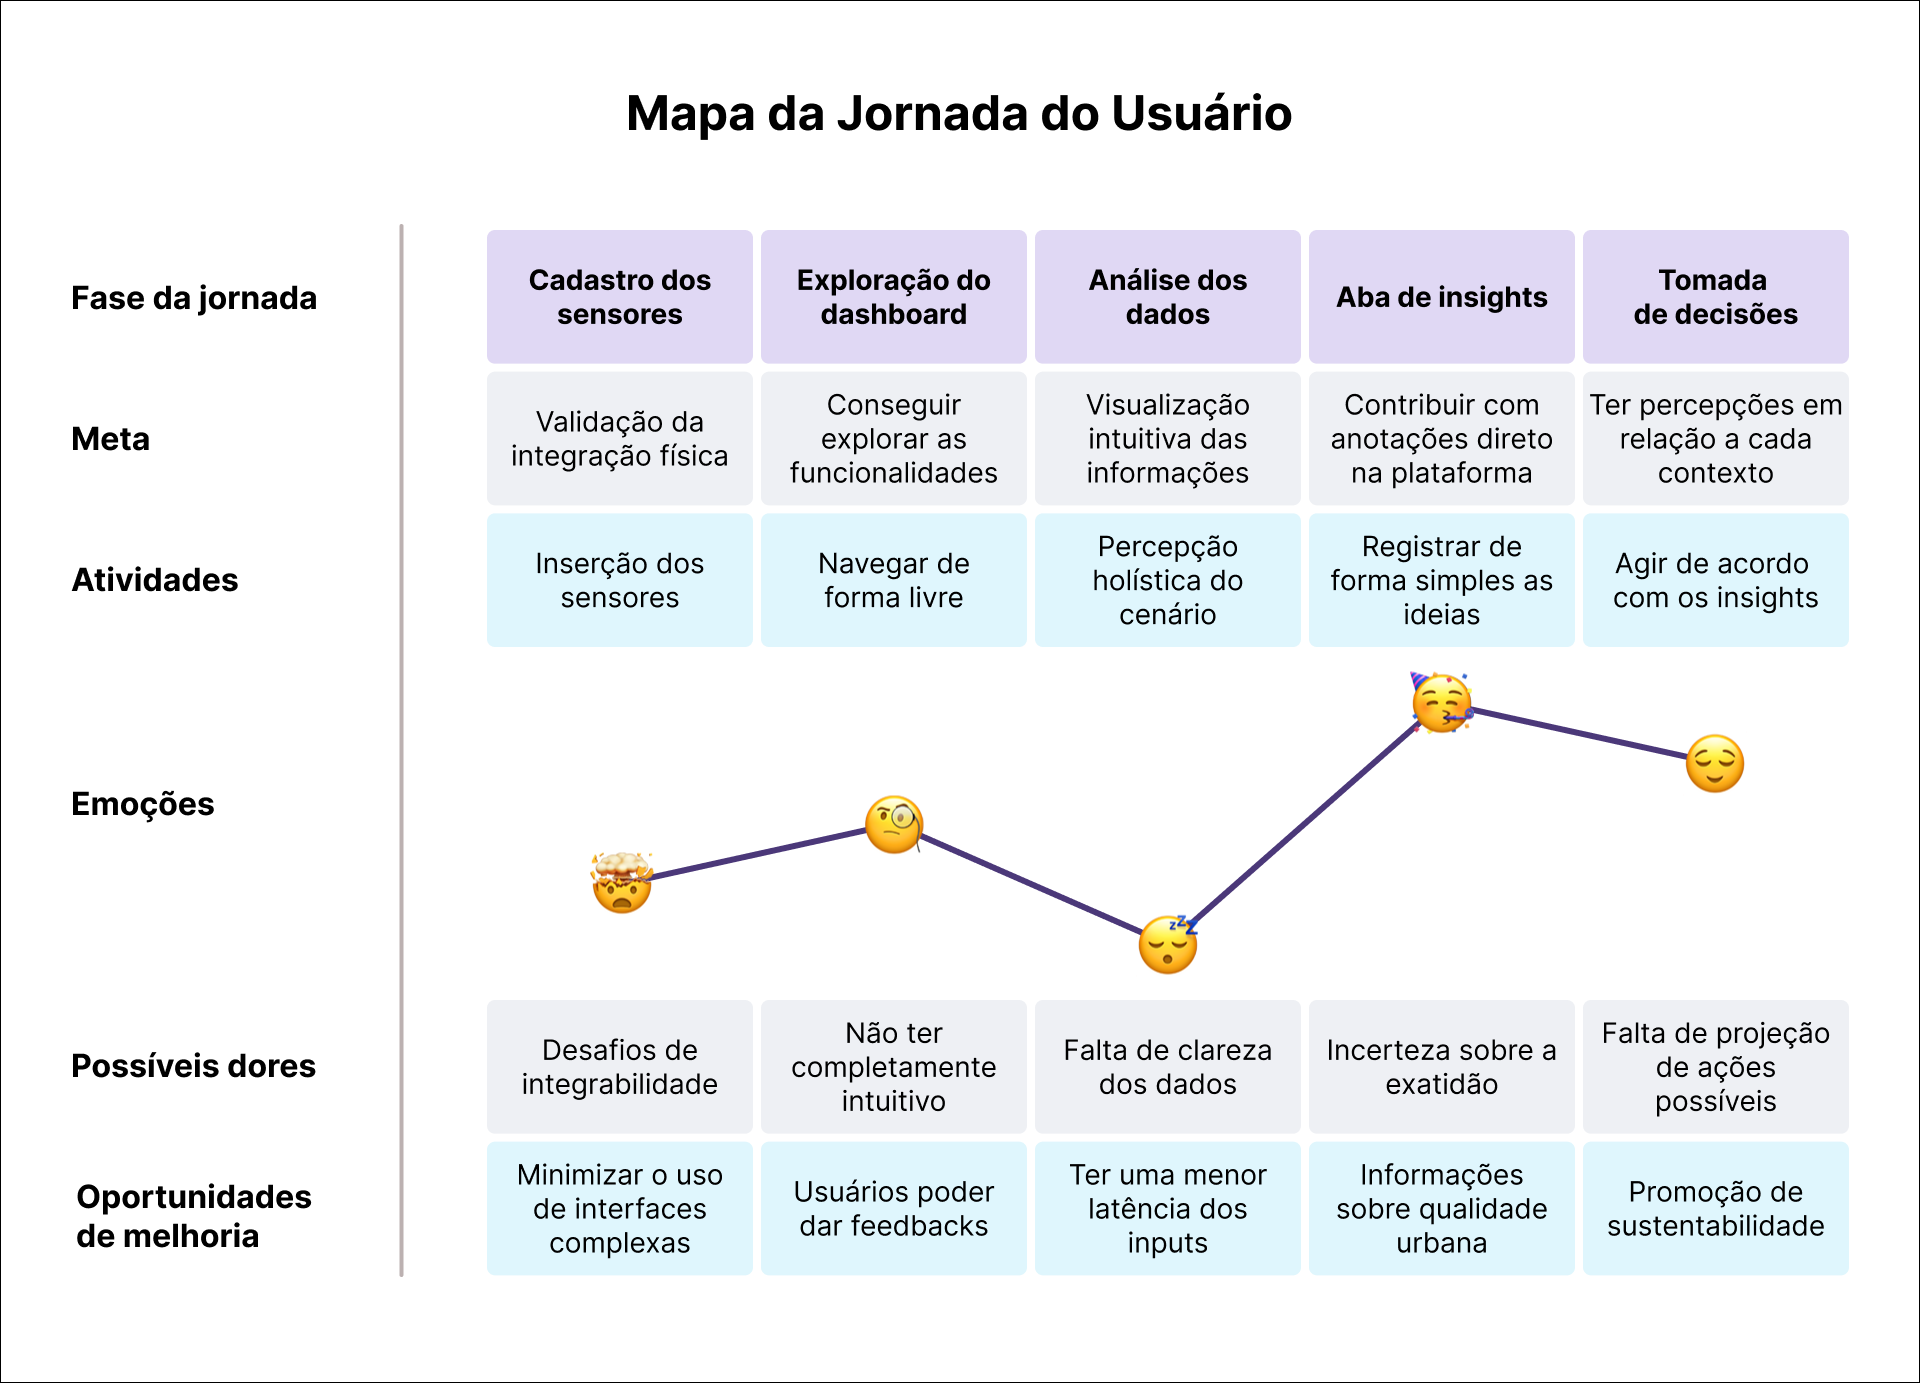 Mapa da Jornada do Usuário
Fase da jornada
Cadastro dos
sensores
Exploração do
dashboard
Análise dos
dados
Aba de insights
Tomada
de decisões
Meta
Validação da
integração física
Conseguir
explorar as
funcionalidades
Visualização
intuitiva das
informações
Contribuir com
anotações direto
na plataforma
Ter percepções em
relação a cada
contexto
Atividades
Inserção dos
sensores
Navegar de
forma livre
Percepção
holística do
cenário
Registrar de
forma simples as
ideias
Agir de acordo
com os insights
Emoções
Possíveis dores
Desafios de
integrabilidade
Não ter
completamente
intuitivo
Falta de clareza
dos dados
Incerteza sobre a
exatidão
Falta de projeção
de ações
possíveis
Oportunidades
de melhoria
Minimizar o uso
de interfaces
complexas
Usuários poder
dar feedbacks
Ter uma menor
latência dos
inputs
Informações
sobre qualidade
urbana
Promoção de
sustentabilidade